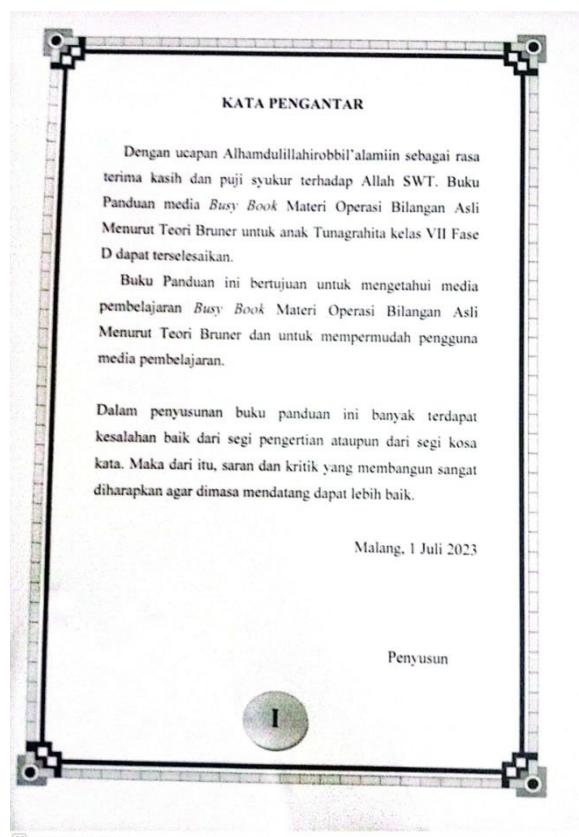 KATA PENGANTAR
Dengan ucapan Alhamdulillahirobbil'alamiin sebagai rasa
terima kasih dan puji syukur terhadap Allah SWT. Buku
Panduan media Busy Book Materi Operasi Bilangan Asli
Menurut Teori Bruner untuk anak Tunagrahita kelas VII Fase
D dapat terselesaikan.
Buku Panduan ini bertujuan untuk mengetahui media
pembelajaran Busy Book Materi Operasi Bilangan Asli
Menurut Teori Bruner dan untuk mempermudah pengguna
media pembelajaran.
Dalam penyusunan buku panduan ini banyak terdapat
kesalahan baik dari segi pengertian ataupun dari segi kosa
kata. Maka dari itu, saran dan kritik yang membangun sangat
diharapkan agar dimasa mendatang dapat lebih baik.
Malang, 1 Juli 2023
Penyusun
I